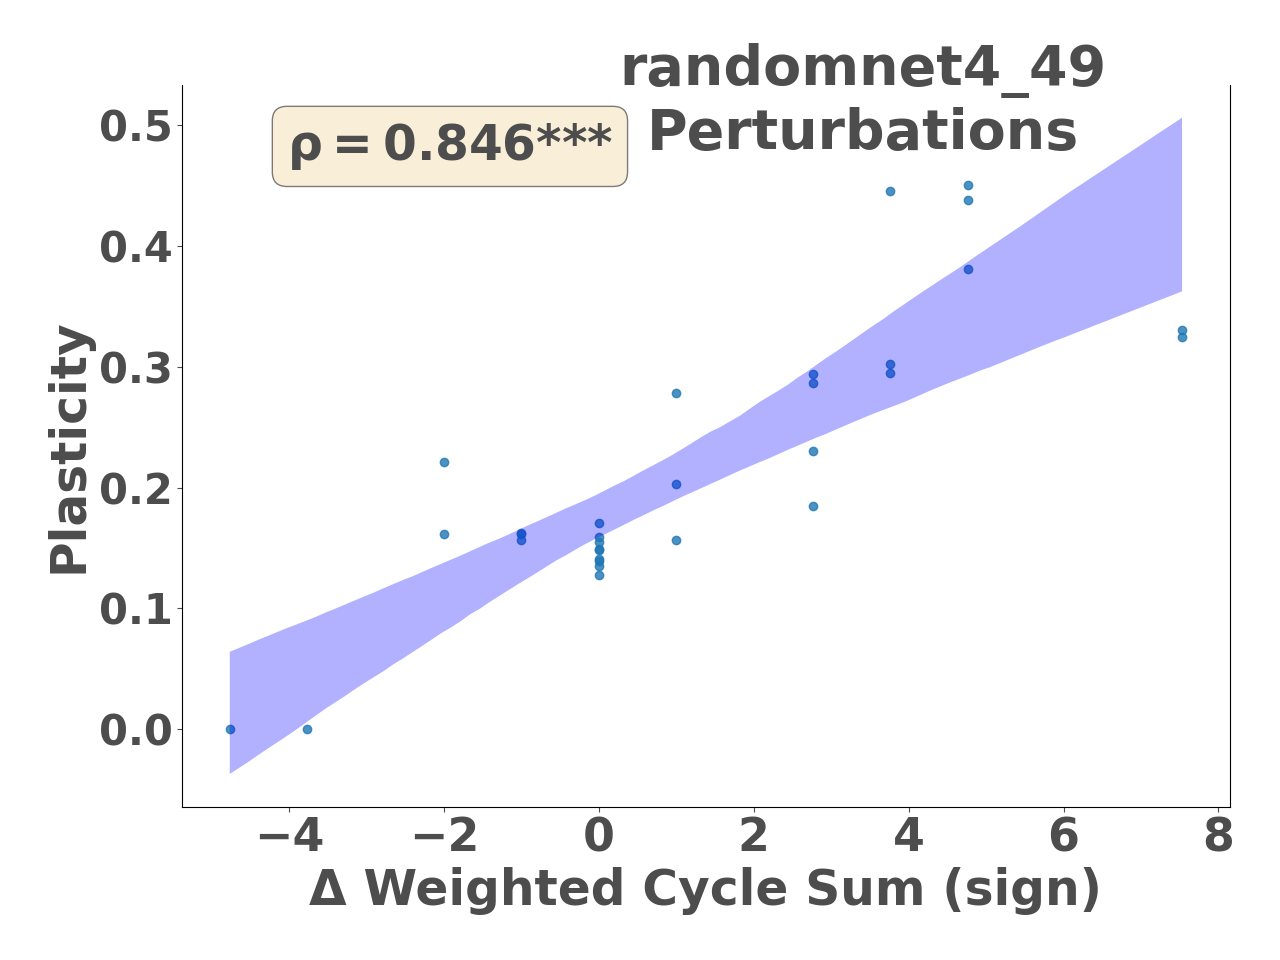 randomnet4_49
Perturbations
ρ = 0.846***
0.5
0.4
0.3
0.2
0.1
0.0
Plasticity
−4 −2 0 2 4 6 8
Δ Weighted Cycle Sum (sign)